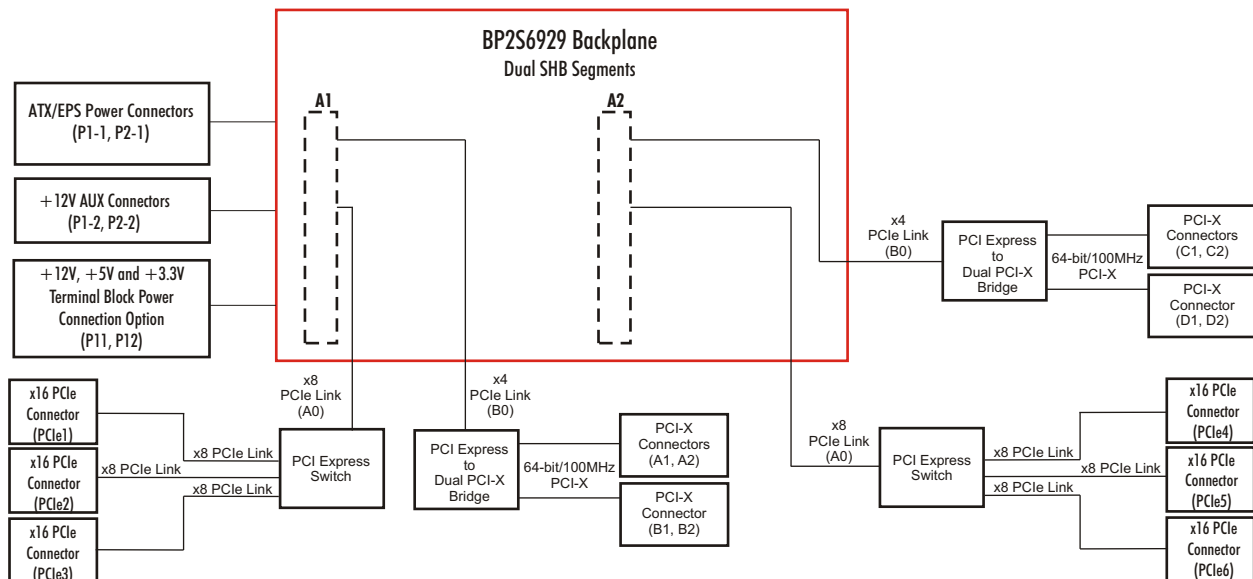 BP2S6929 Backplane
Dual SHB Segments
A1
A2
ATX/EPS Power Connectors
(P1-1, P2-1)
+12V AUX Connectors
(P1-2, P2-2)
+12V, +5V and +3.3V
Terminal Block Power
Connection Option
(P11, P12)
x4
PCIe Link
(B0)
PCI Express
to
Dual PCI-X
Bridge
64-bit/100MHz
PCI-X
PCI-X
Connectors
(C1, C2)
PCI-X
Connector
(D1, D2)
x8
PCIe Link
(A0)
x4
PCIe Link
(B0)
x16 PCIe
Connector
(PCIe1)
x16 PCIe
Connector
(PCIe2)
x16 PCIe
Connector
(PCIe3)
x8 PCIe Link
x8 PCIe Link
x8 PCIe Link
PCI Express
Switch
PCI Express
to
Dual PCI-X
Bridge
64-bit/100MHz
PCI-X
PCI-X
Connectors
(A1, A2)
PCI-X
Connector
(B1, B2)
x8
PCIe Link
(A0)
PCI Express
Switch
x8 PCIe Link
x8 PCIe Link
x8 PCIe Link
x16 PCIe
Connector
(PCIe4)
x16 PCIe
Connector
(PCIe5)
x16 PCIe
Connector
(PCIe6)